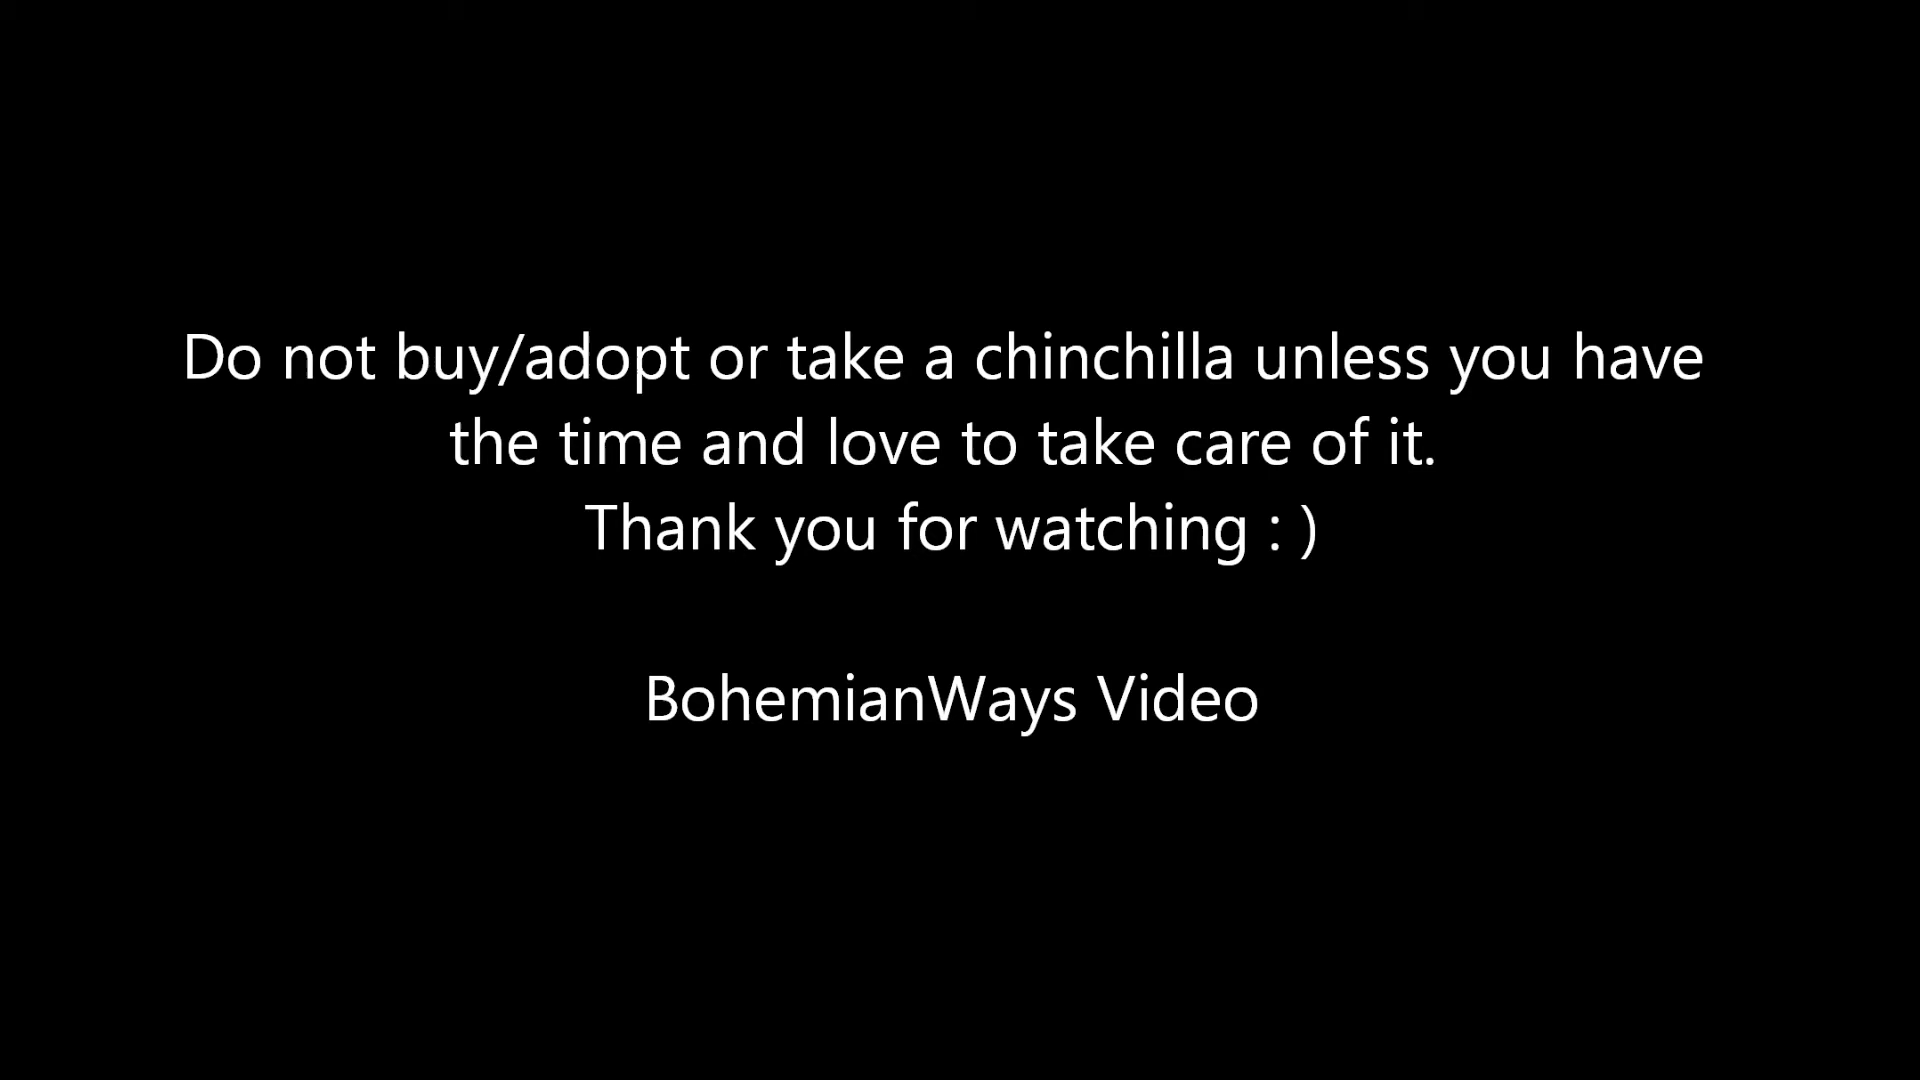 Do not buy/adopt or take a chinchilla unless you have
the time and love to take care of it.
Thank you for watching : )
BohemianWays Video